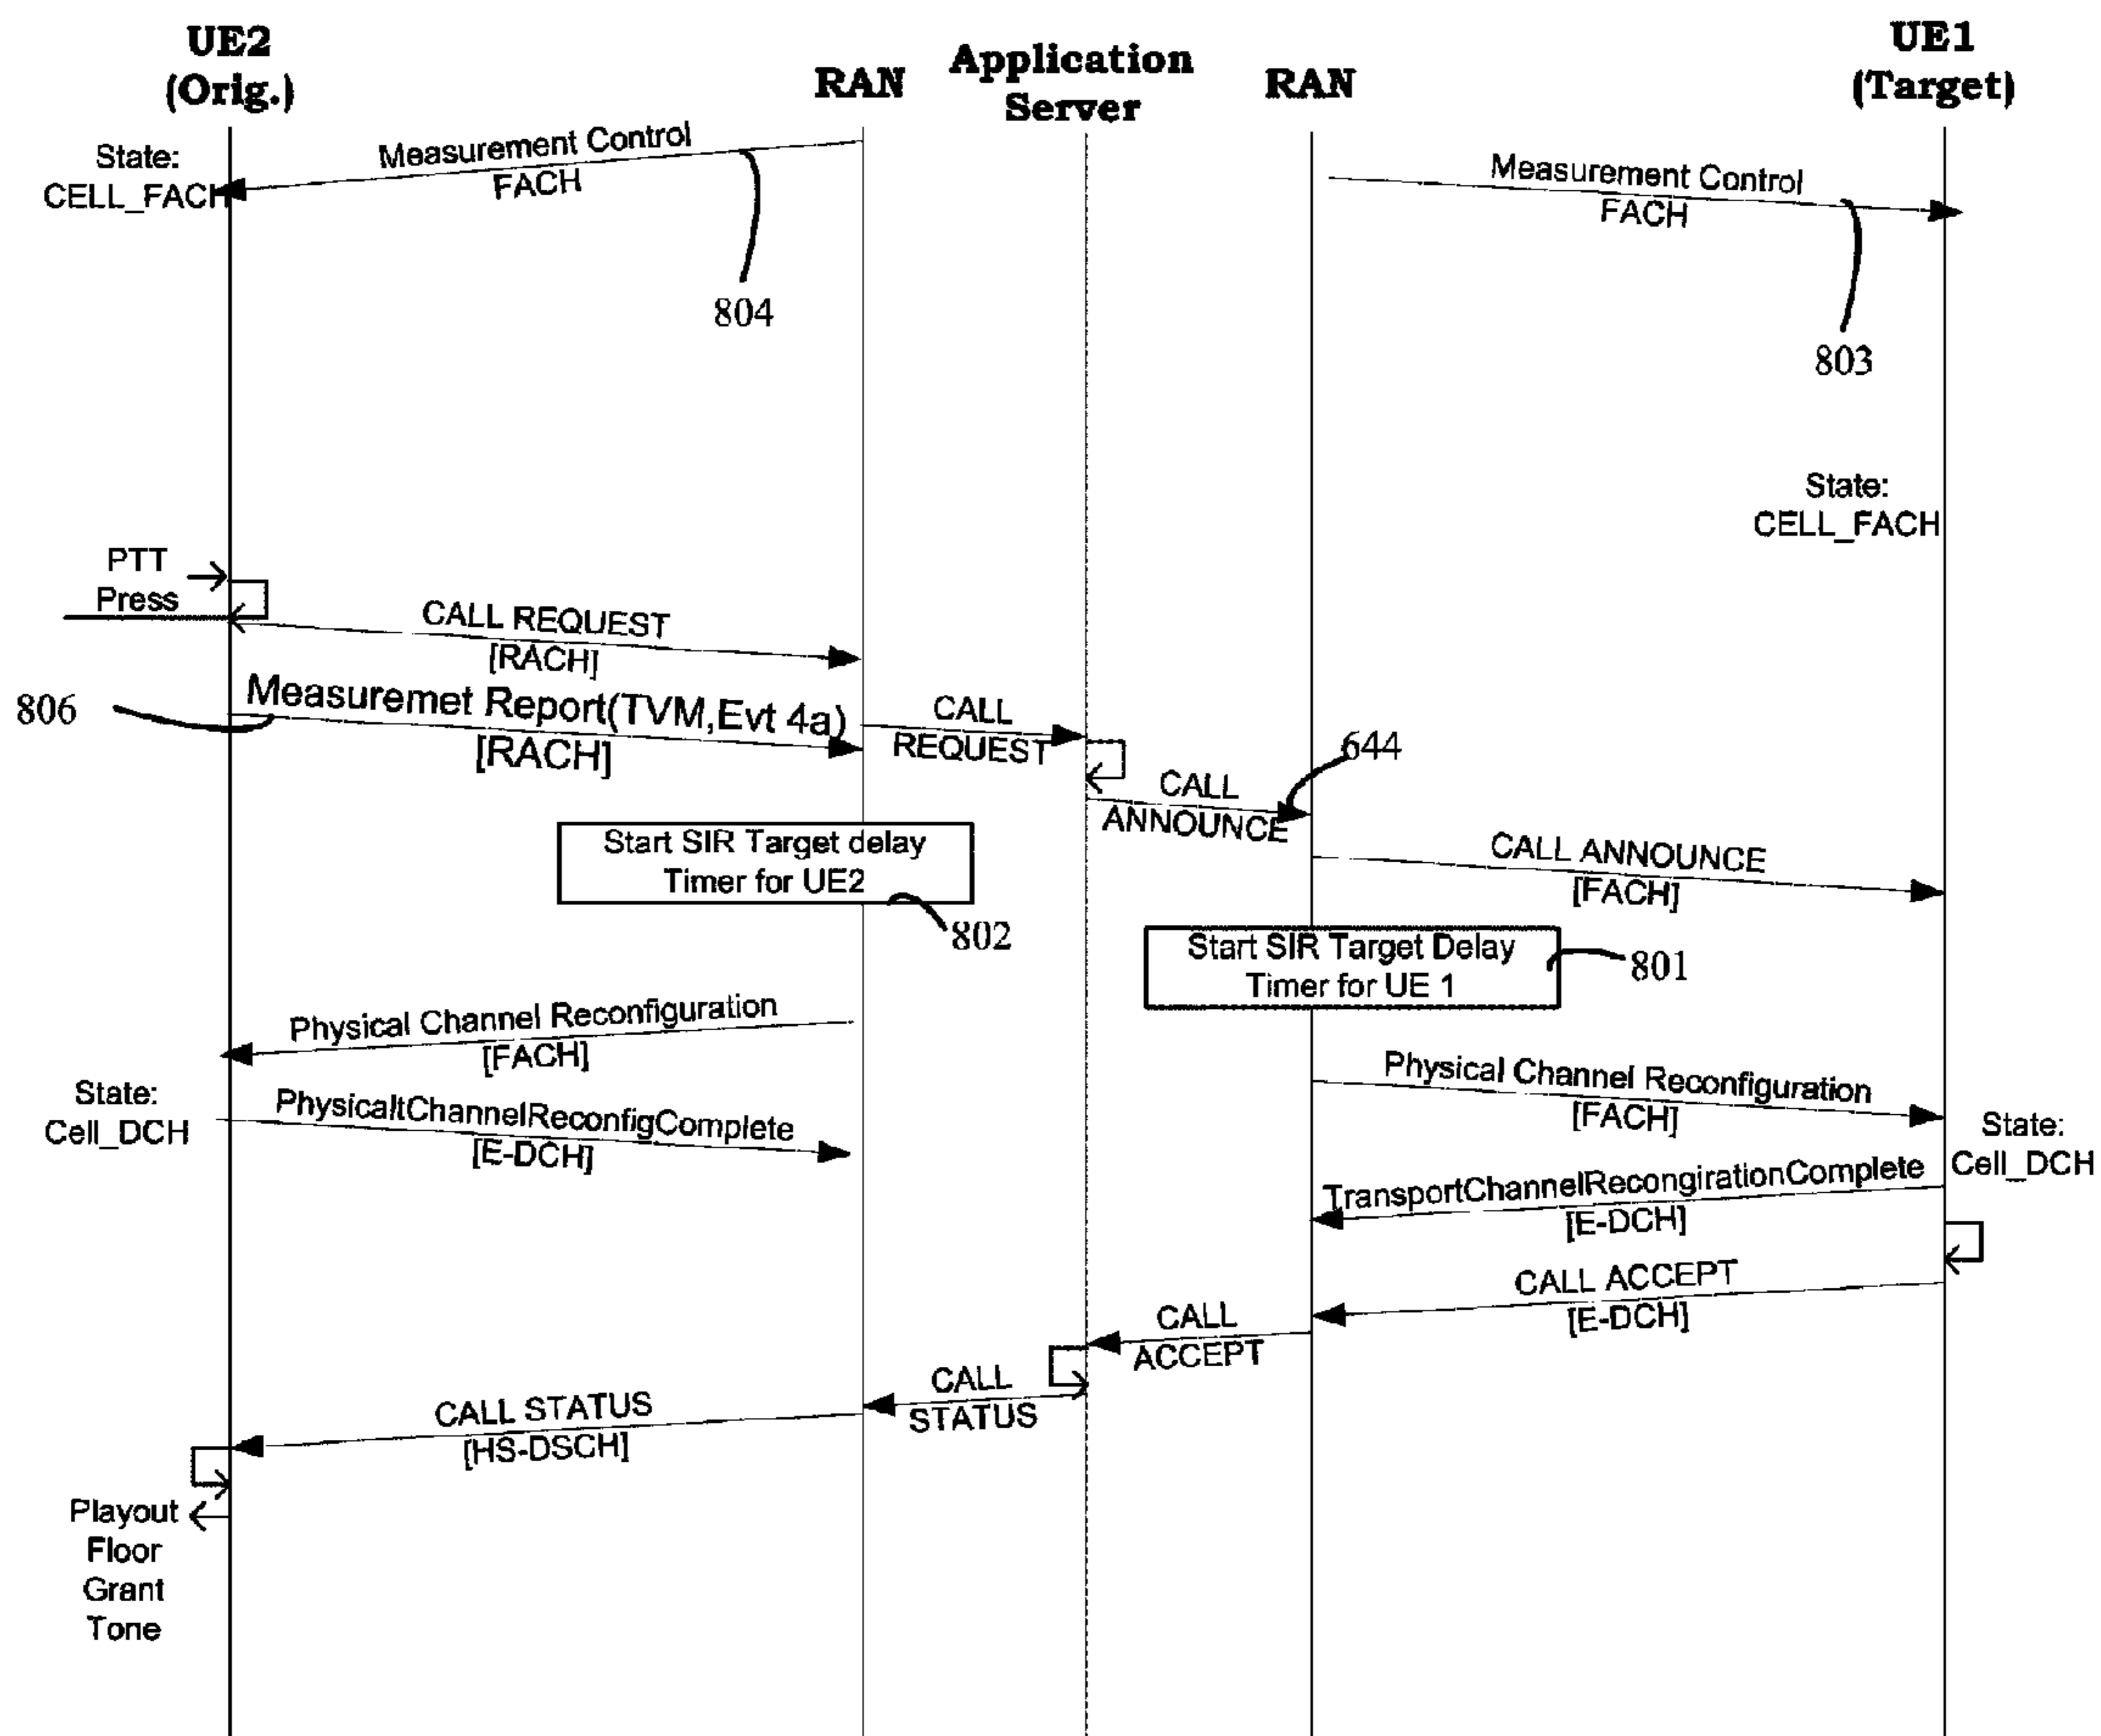 UE2
(Orig.)
RAN
Application
Server
RAN
UE1
(Target)
State:
CELL_FACH
Measurement Control
FACH
804
Measurement Control
FACH
803
State:
CELL_FACH
PTT
Press
CALL REQUEST
[RACH]
806
Measuremet Report(TVM,Evt 4a)
[RACH]
CALL
REQUEST
644
CALL
ANNOUNCE
Start SIR Target delay
Timer for UE2
802
CALL ANNOUNCE
[FACH]
Start SIR Target Delay
Timer for UE 1
801
Physical Channel Reconfiguration
[FACH]
Physical Channel Reconfiguration
[FACH]
State:
Cell_DCH
PhysicaltChannelReconfigComplete
[E-DCH]
State:
Cell_DCH
TransportChannelRecongirationComplete
[E-DCH]
CALL ACCEPT
[E-DCH]
CALL
ACCEPT
CALL
STATUS
CALL STATUS
[HS-DSCH]
Playout
Floor
Grant
Tone